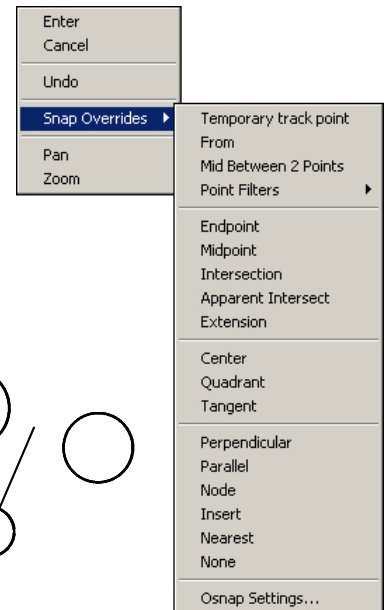 Enter
Cancel
Undo
Snap Overrides
Pan
Zoom
Temporary track point
From
Mid Between 2 Points
Point Filters
Endpoint
Midpoint
Intersection
Apparent Intersect
Extension
Center
Quadrant
Tangent
Perpendicular
Parallel
Node
Insert
Nearest
None
Osnap Settings...